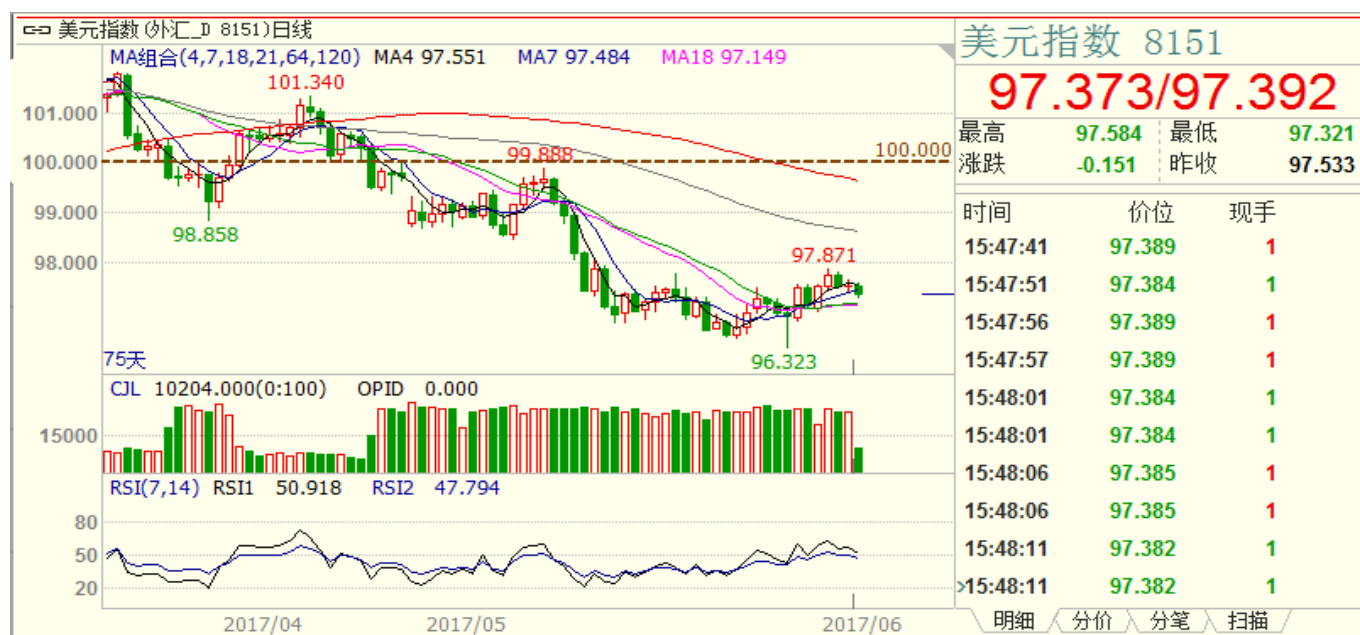 美元指数(外汇_D 8151)日线
MA组合(4,7,18,21,64,120) MA4 97.551 MA7 97.484 MA18 97.149
101.340
101.000
100.000
100.000
99.888
99.000
98.858
98.000
97.871
96.323
75天
CJL 10204.000(0:100) OPID 0.000
15000
RSI(7,14) RSI1 50.918 RSI2 47.794
80
50
20
2017/04 2017/05 2017/06
美元指数 8151
97.373/97.392
最高 97.584 最低 97.321
涨跌 -0.151 昨收 97.533
时间 价位 现手
15:47:41 97.389 1
15:47:51 97.384 1
15:47:56 97.389 1
15:47:57 97.389 1
15:48:01 97.384 1
15:48:01 97.384 1
15:48:06 97.385 1
15:48:06 97.385 1
15:48:11 97.382 1
>15:48:11 97.382 1
明细 分价 分笔 扫描